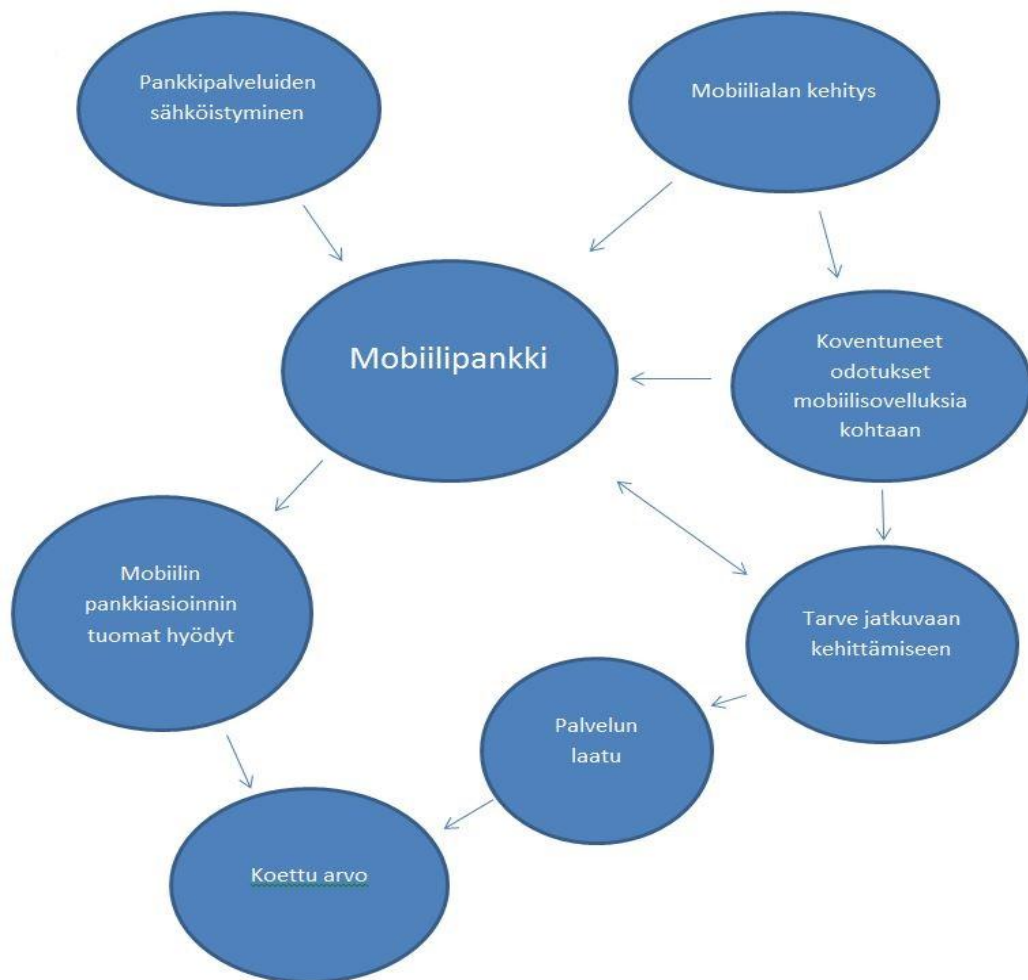 Pankkipalveluiden
sähköistyminen
Mobiilialan kehitys
Mobiilipankki
Koventuneet
odotukset
mobiilisovelluksia
kohtaan
Mobiilin
pankkiasioinnin
tuomat hyödyt
Tarve jatkuvaan
kehittämiseen
Palvelun
laatu
Koettu arvo